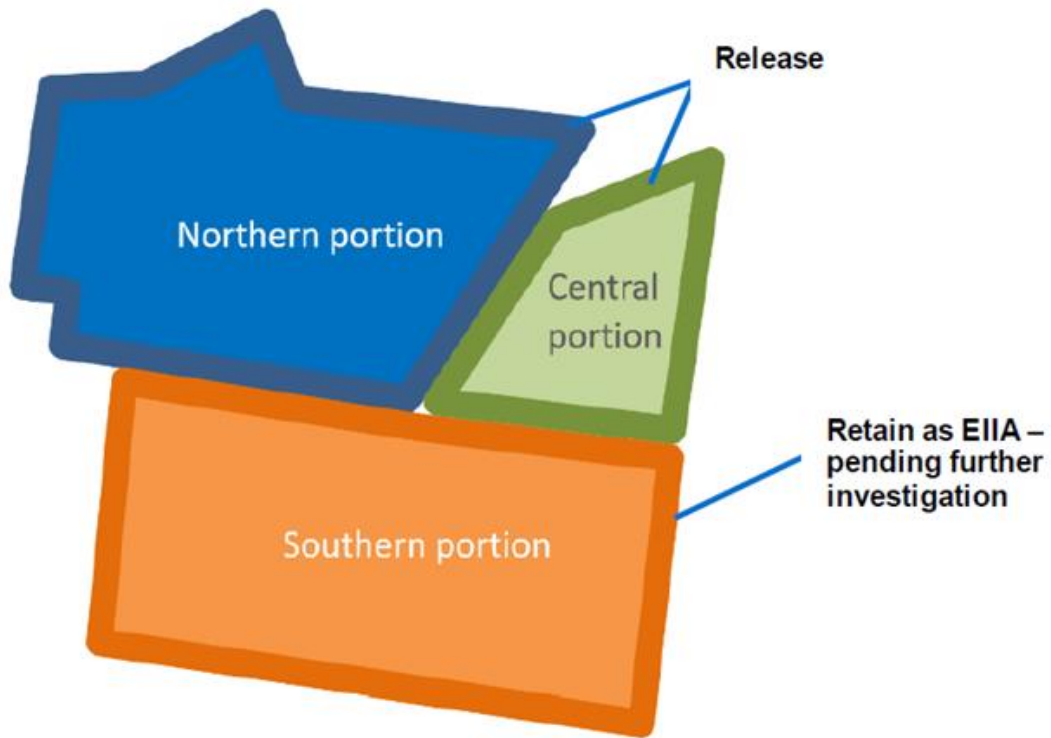 Release
Northern portion
Central
portion
Retain as EIIA –
pending further
investigation
Southern portion